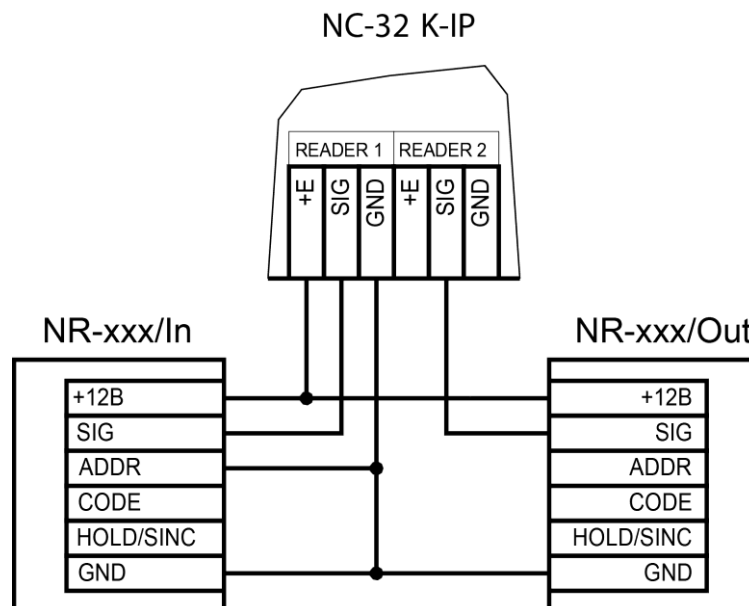 NC-32 K-IP
READER 1 READER 2
+E SIG GND +E SIG GND
NR-xxx/In NR-xxx/Out
+12B +12B
SIG SIG
ADDR ADDR
CODE CODE
HOLD/SINC HOLD/SINC
GND GND